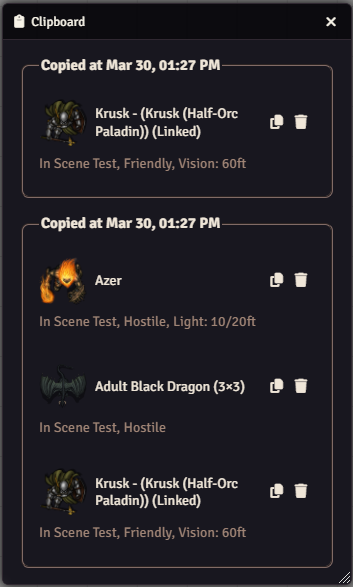 Clipboard
Copied at Mar 30, 01:27 PM
Krusk - (Krusk (Half-Orc
Paladin)) (Linked)
In Scene Test, Friendly, Vision: 60ft
Copied at Mar 30, 01:27 PM
Azer
In Scene Test, Hostile, Light: 10/20ft
Adult Black Dragon (3×3)
In Scene Test, Hostile
Krusk - (Krusk (Half-Orc
Paladin)) (Linked)
In Scene Test, Friendly, Vision: 60ft